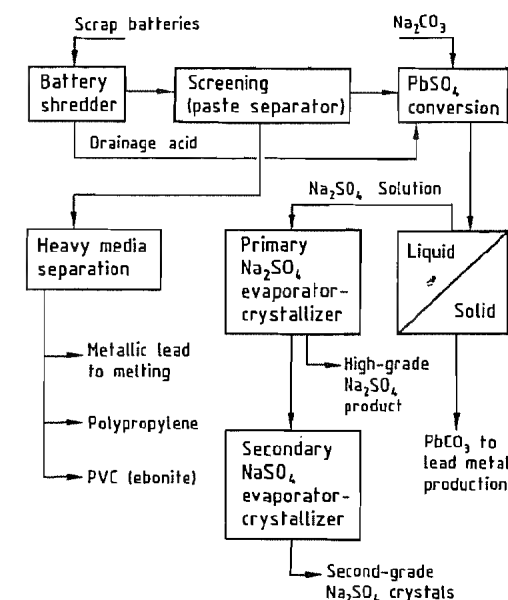 Scrap batteries
Na₂CO₃
Battery
shredder
Screening
(paste separator)
PbSO₄
conversion
Drainage acid
Na₂SO₄ Solution
Heavy media
separation
Primary
Na₂SO₄
evaporator-
crystallizer
Liquid
Solid
Metallic lead
to melting
High-grade
Na₂SO₄
product
Polypropylene
PbCO₃ to
lead metal
production
PVC (ebonite)
Secondary
NaSO₄
evaporator-
crystallizer
Second-grade
Na₂SO₄ crystals